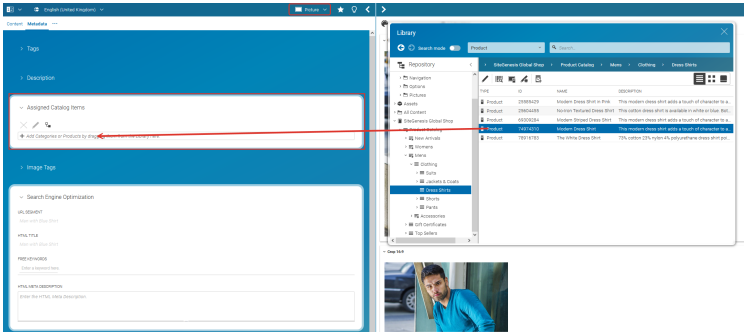 English (United Kingdom)
Picture
Content Metadata
Tags
Description
Assigned Catalog Items
Add Categories or Products by dragging
Image Tags
Search Engine Optimisation
URL SEGMENT
HTML TITLE
FREE KEYWORDS
Enter a keyword here
HTML META DESCRIPTION
Enter the HTML Meta Description.
Library
Search mode
Product
Search...
Repository
SiteGenesis Global Shop
Product Catalog
Mens
Clothing
Dress Shirts
Navigation
Options
Pictures
Assets
All Content
SiteGenesis Global Shop
New Arrivals
Womens
Mens
Clothing
Suits
Jackets & Coats
Dress Shirts
Shorts
Pants
Accessories
Gift Certificates
Top Sellers
TYPE ID NAME DESCRIPTION
Product Modern Dress Shirt in Pink This modern dress shirt adds a touch of character to a...
Product Non Iron Textured Dress Shirt This cotton dress shirt is available in white or blue. Bat...
Product Modern Striped Dress Shirt This modern dress shirt adds a touch of character to a...
Product 74974310 Modern Dress Shirt This modern dress shirt adds a touch of character to a...
Product The White Dress Shirt 73% cotton 23% nylon 4% polyurethane dress shirt pol...
Crop 16/9